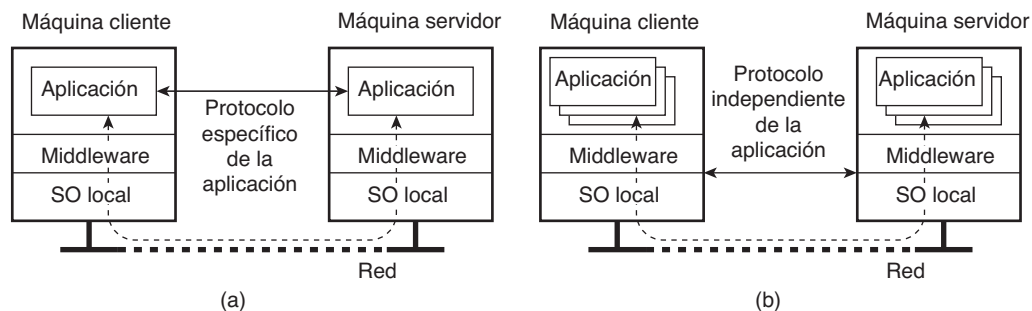 Máquina cliente
Máquina servidor
Aplicación
Aplicación
Protocolo
específico
de la
aplicación
Middleware
Middleware
SO local
SO local
Red
(a)
Máquina cliente
Máquina servidor
Aplicación
Aplicación
Protocolo
independiente
de la
aplicación
Middleware
Middleware
SO local
SO local
Red
(b)